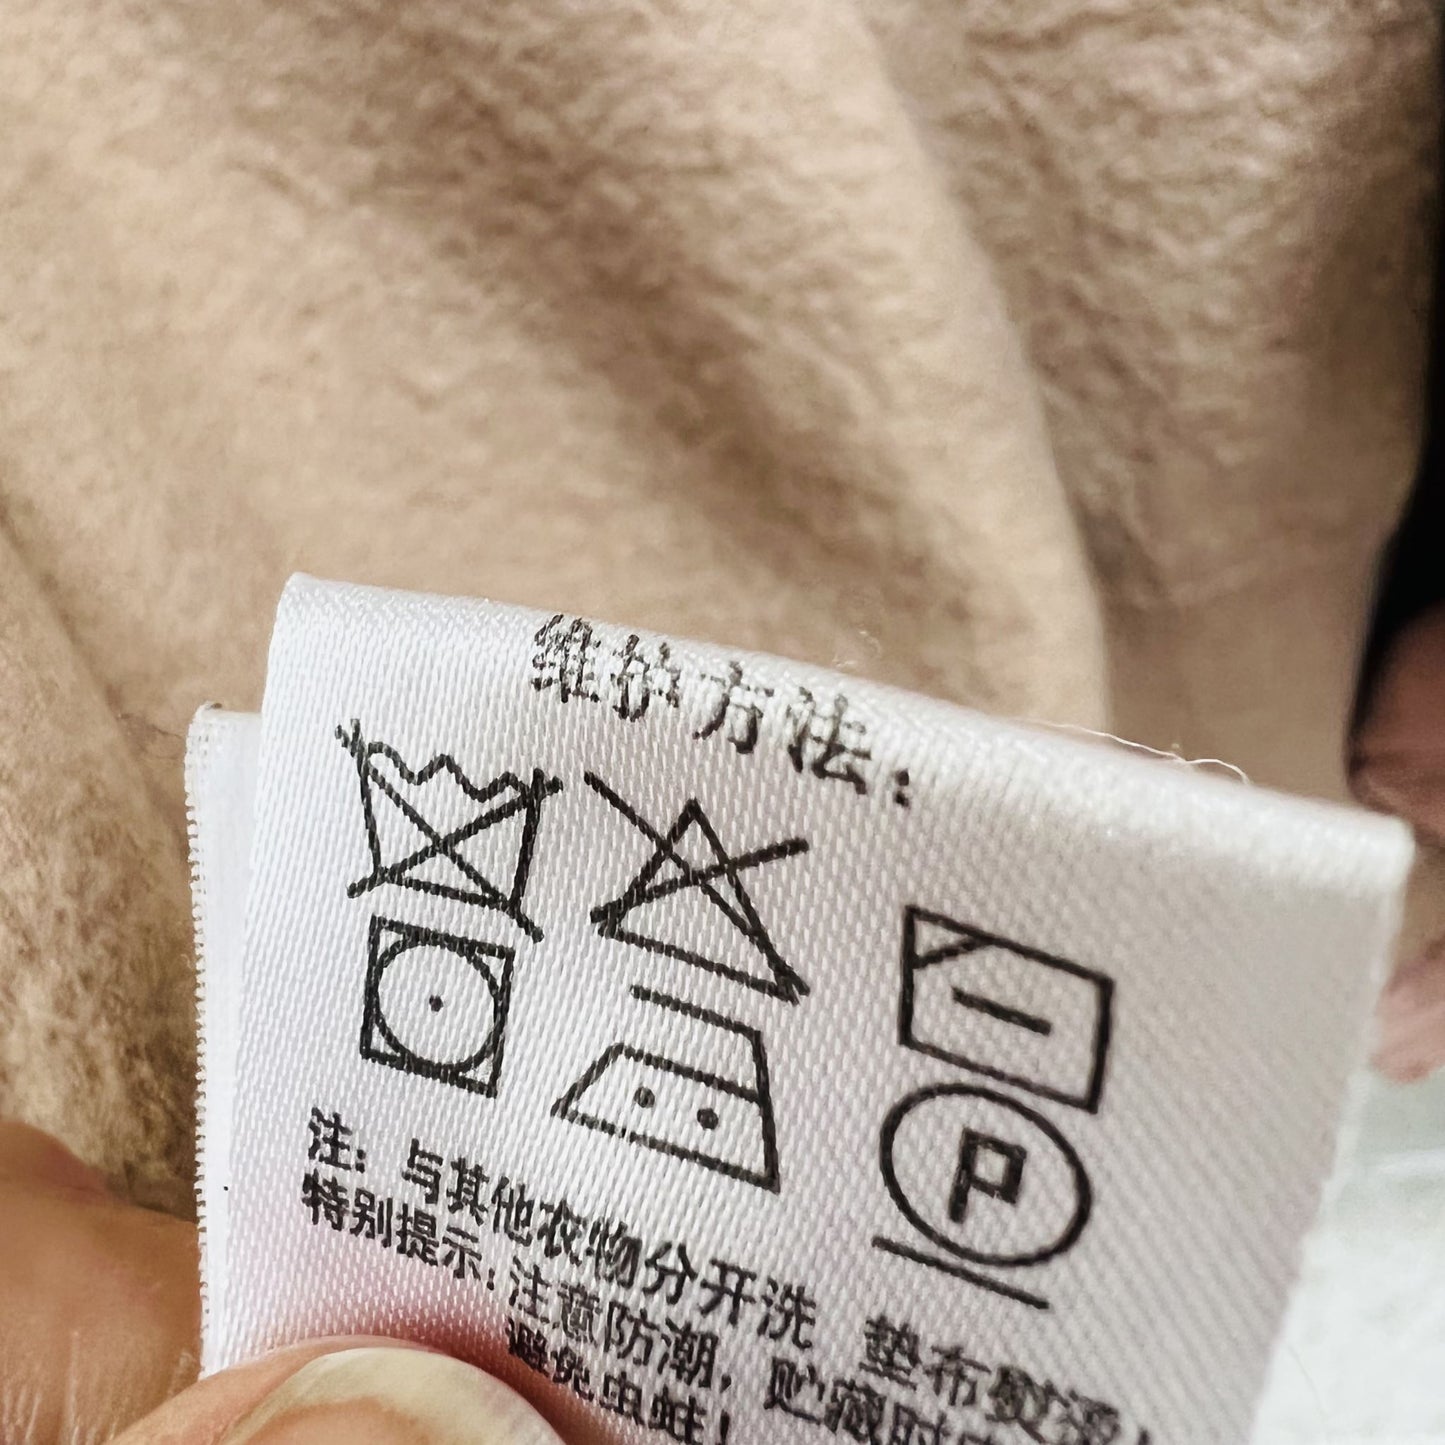 维护方法：
P
注：与其他衣物分开洗 垫布熨烫！
特别提示：注意防潮，贮藏时
避免虫蛀！